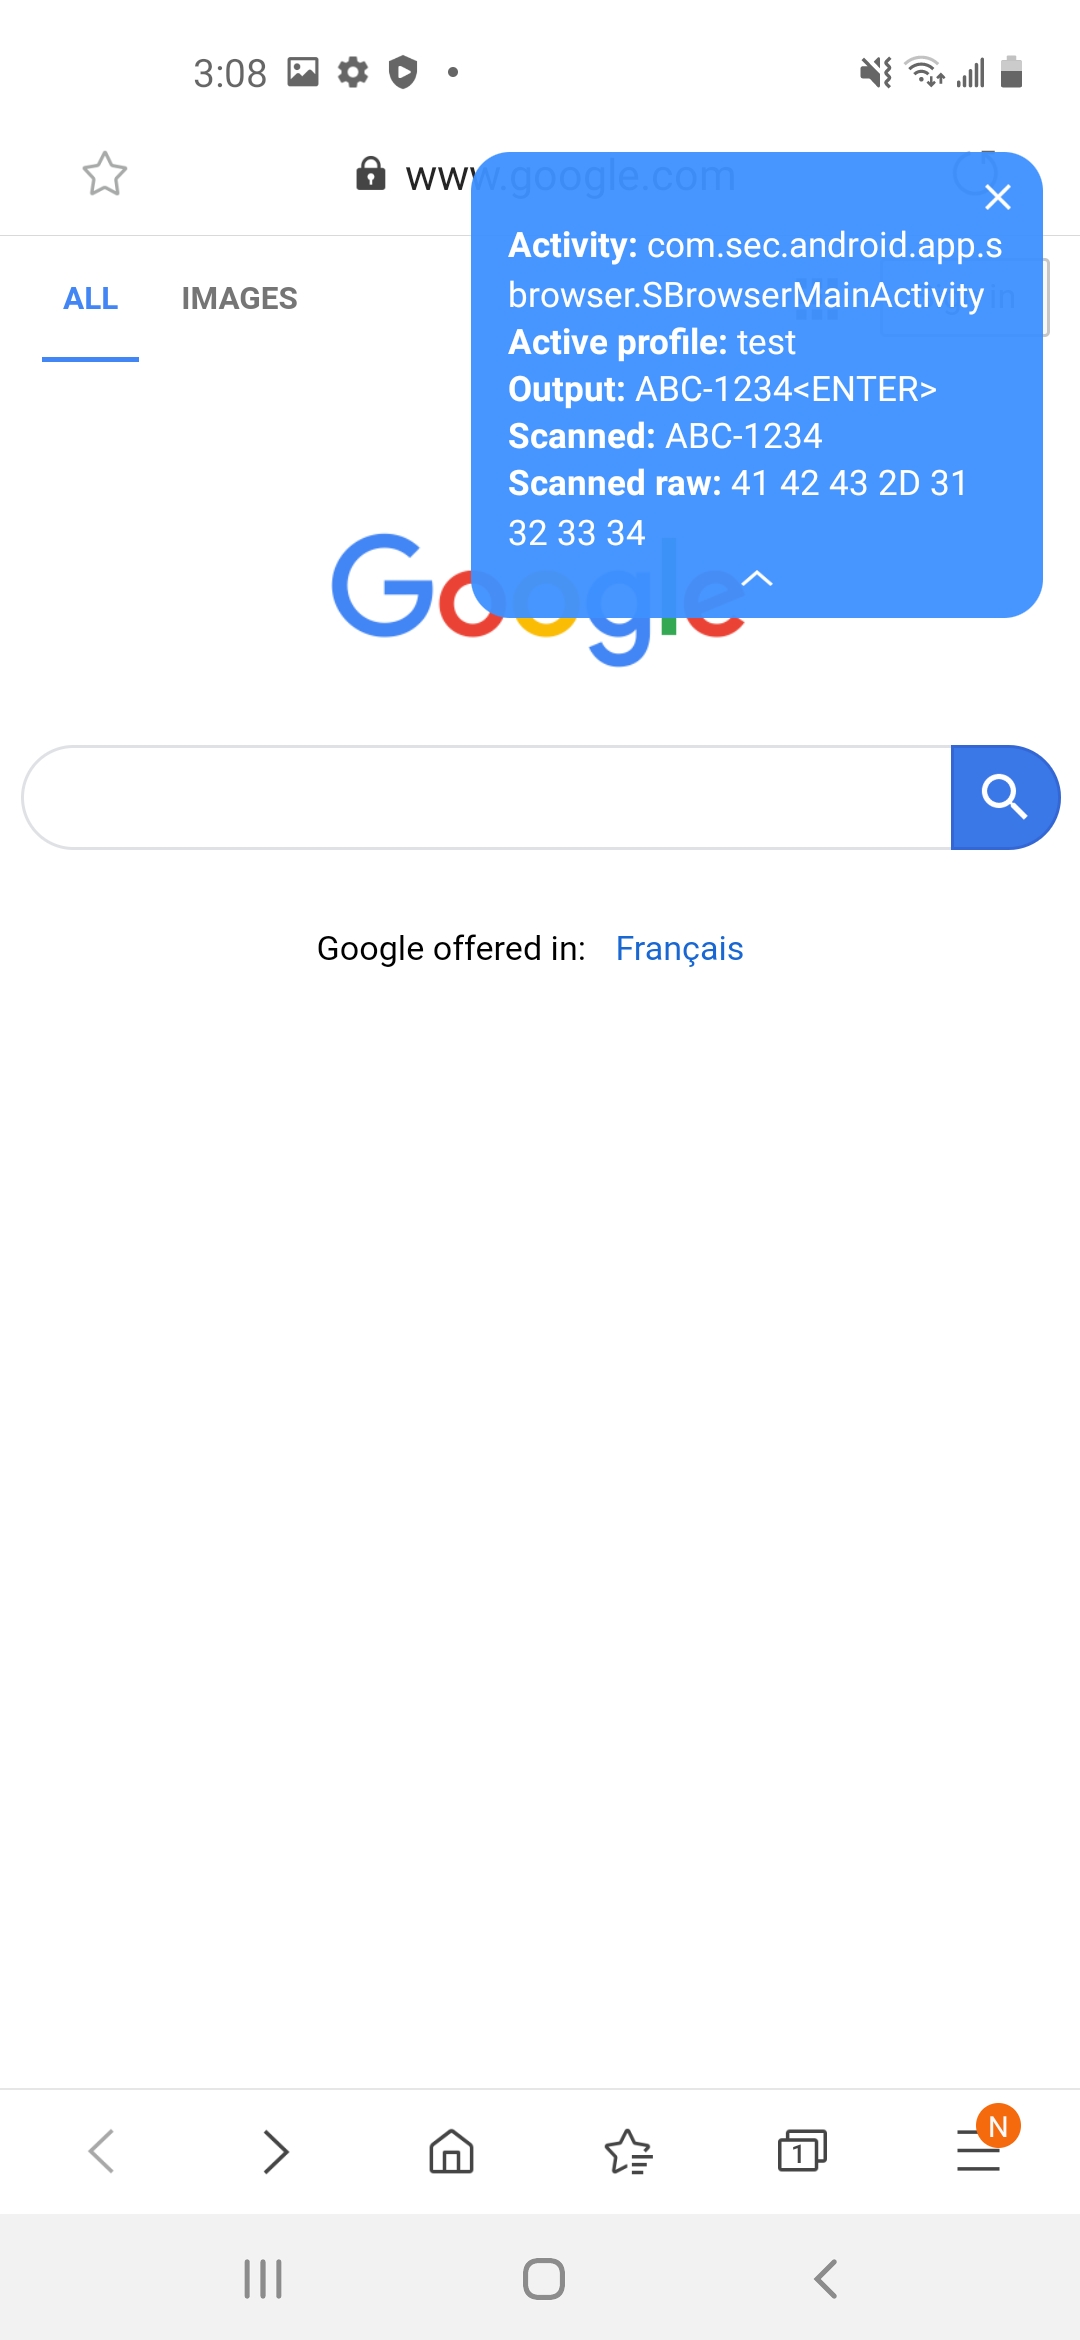 3:08
www.google.com
ALL IMAGES
Activity: com.sec.android.app.s
browser.SBrowserMainActivity
Active profile: test
Output: ABC-1234<ENTER>
Scanned: ABC-1234
Scanned raw: 41 42 43 2D 31
32 33 34
Google
Google offered in: Français
1
N